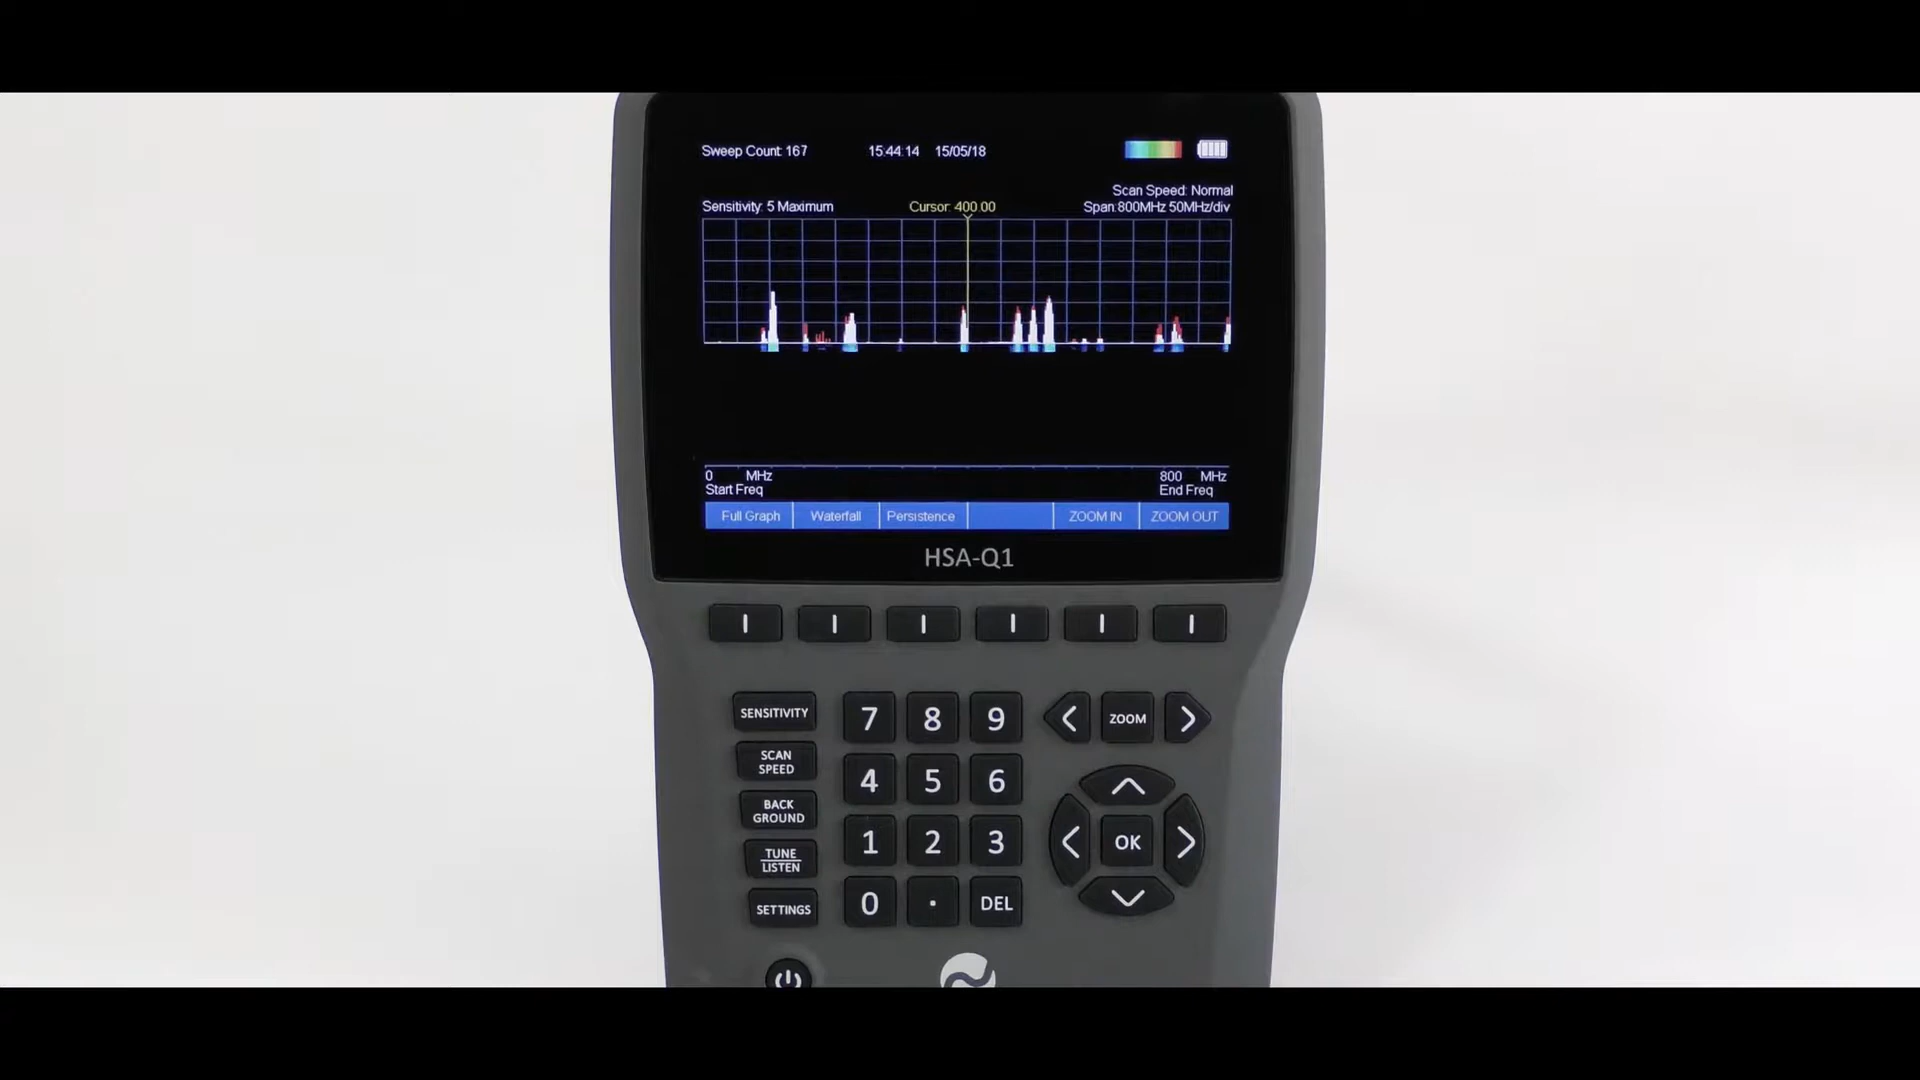 Sweep Count: 167 15:44:14 15/05/18
Scan Speed: Normal
Sensitivity: 5 Maximum Cursor: 400.00 Span:800MHz 50MHz/div
0 MHz 800 MHz
Start Freq End Freq
Full Graph Waterfall Persistence ZOOM IN ZOOM OUT
HSA-Q1
SENSITIVITY 7 8 9 ZOOM
SCAN
SPEED
4 5 6
BACK
GROUND
1 2 3 OK
TUNE
LISTEN
SETTINGS 0 . DEL